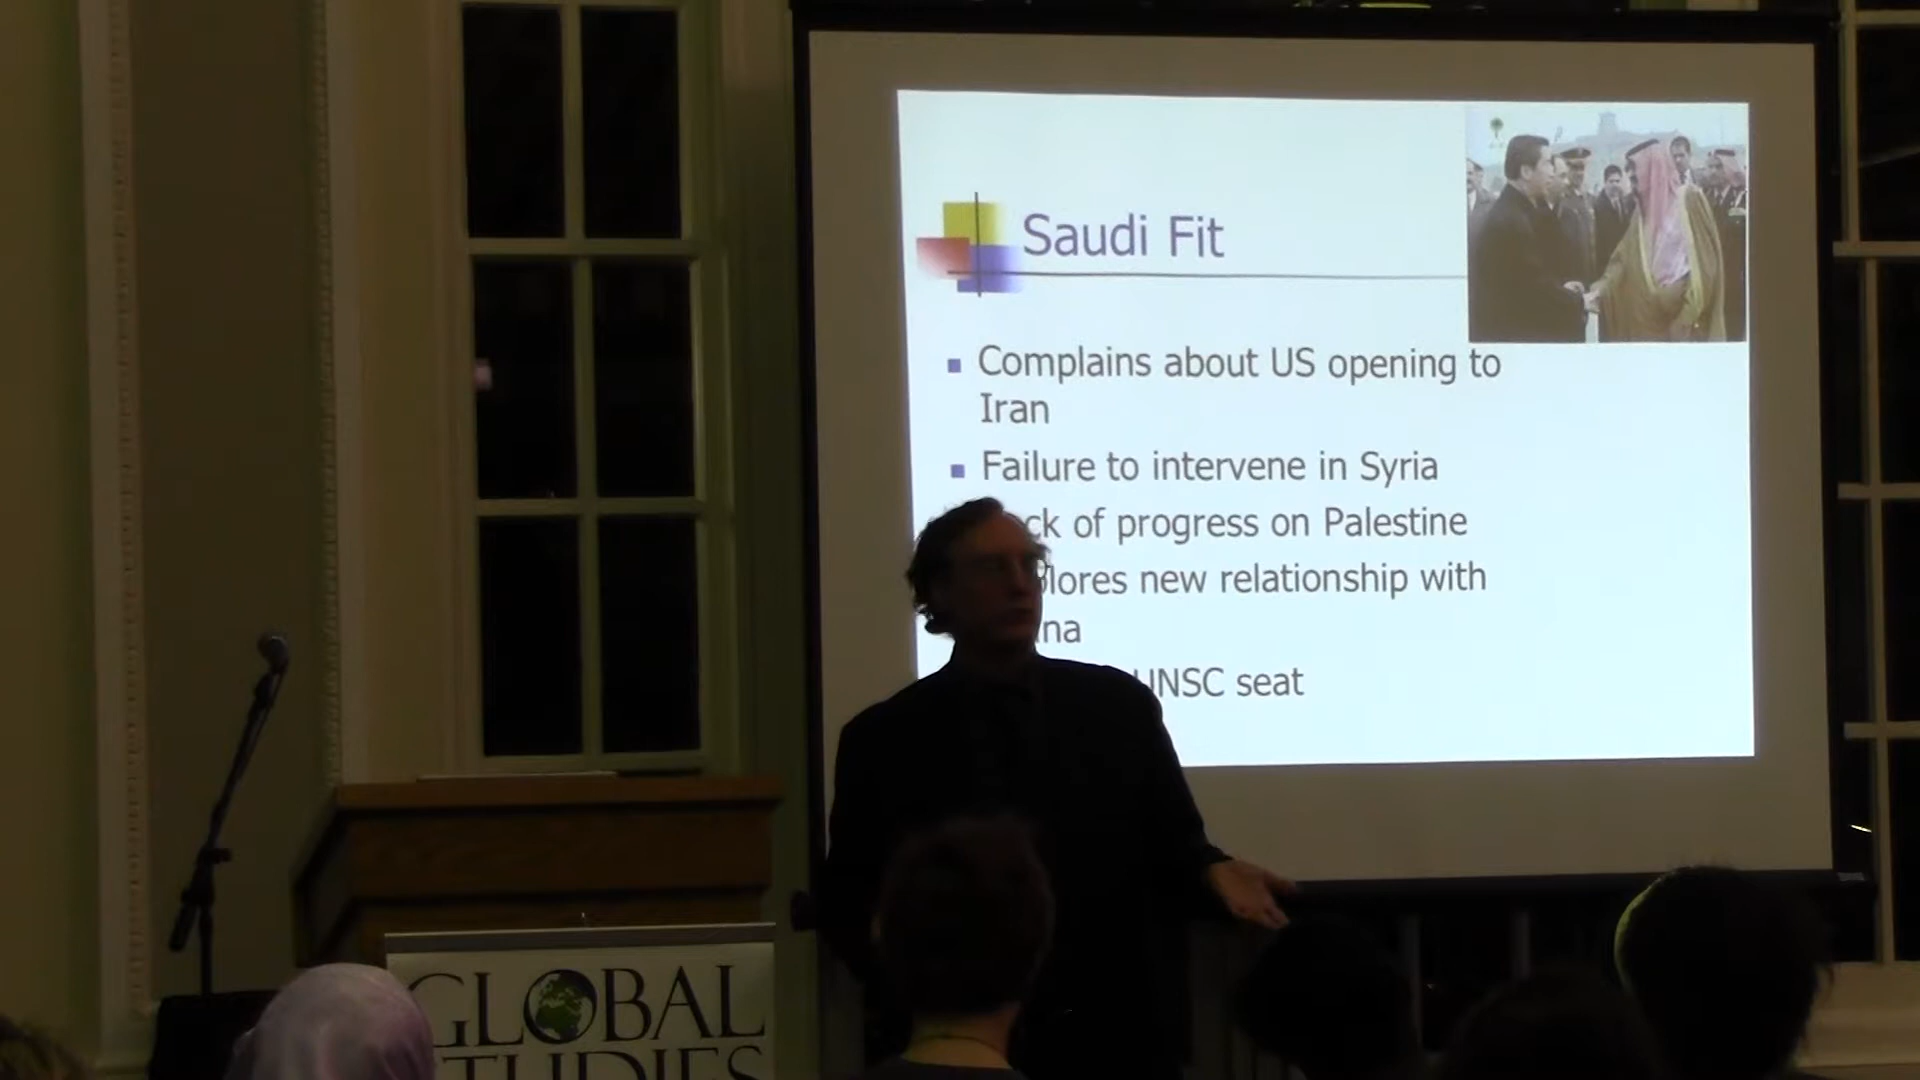 Saudi Fit
Complains about US opening to
Iran
Failure to intervene in Syria
ck of progress on Palestine
lores new relationship with
na
UNSC seat
GLOBAL
STUDIES